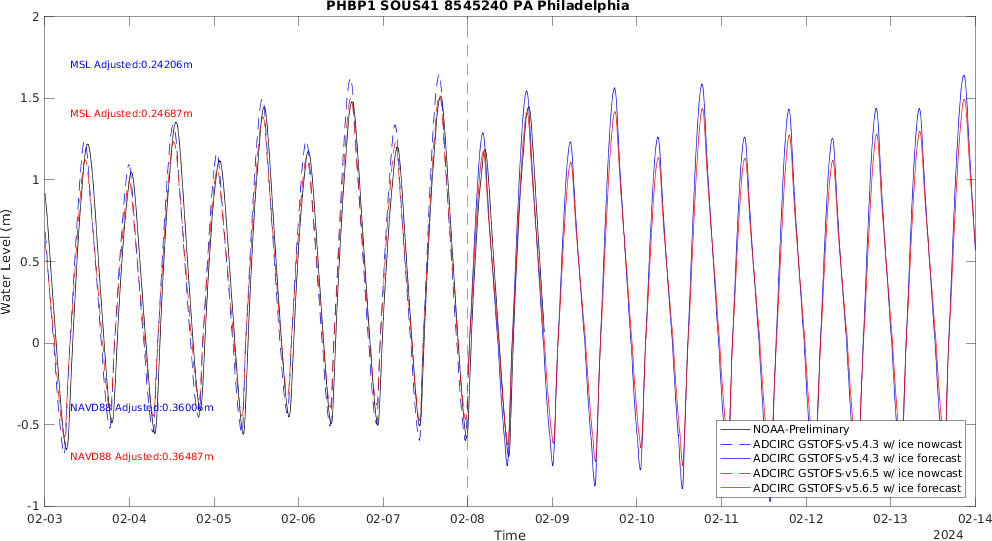 PHBP1 SOUS41 8545240 PA Philadelphia
2
1.5
1
0.5
0
-0.5
-1
Water Level (m)
MSL Adjusted:0.24206m
MSL Adjusted:0.24687m
NAVD88 Adjusted:0.36006m
NAVD88 Adjusted:0.36487m
NOAA-Preliminary
ADCIRC GSTOFS-v5.4.3 w/ ice nowcast
ADCIRC GSTOFS-v5.4.3 w/ ice forecast
ADCIRC GSTOFS-v5.6.5 w/ ice nowcast
ADCIRC GSTOFS-v5.6.5 w/ ice forecast
02-03 02-04 02-05 02-06 02-07 02-08 02-09 02-10 02-11 02-12 02-13 02-14
Time
2024